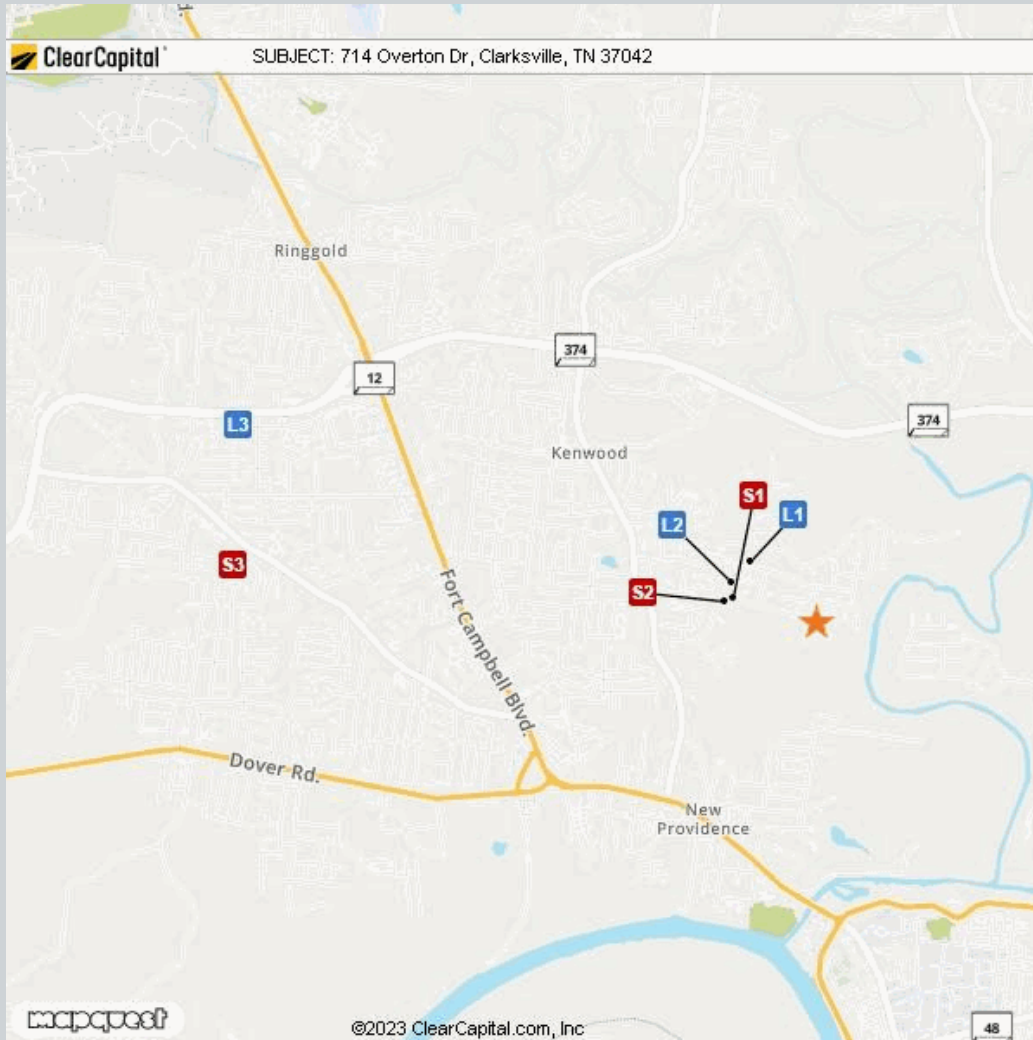 ClearCapital
SUBJECT: 714 Overton Dr, Clarksville, TN 37042
Ringgold
374
12
374
L3
Kenwood
S1
L1
L2
S3
S2
Fort Campbell Blvd.
Dover Rd.
New
Providence
mapquest
©2023 ClearCapital.com, Inc
48